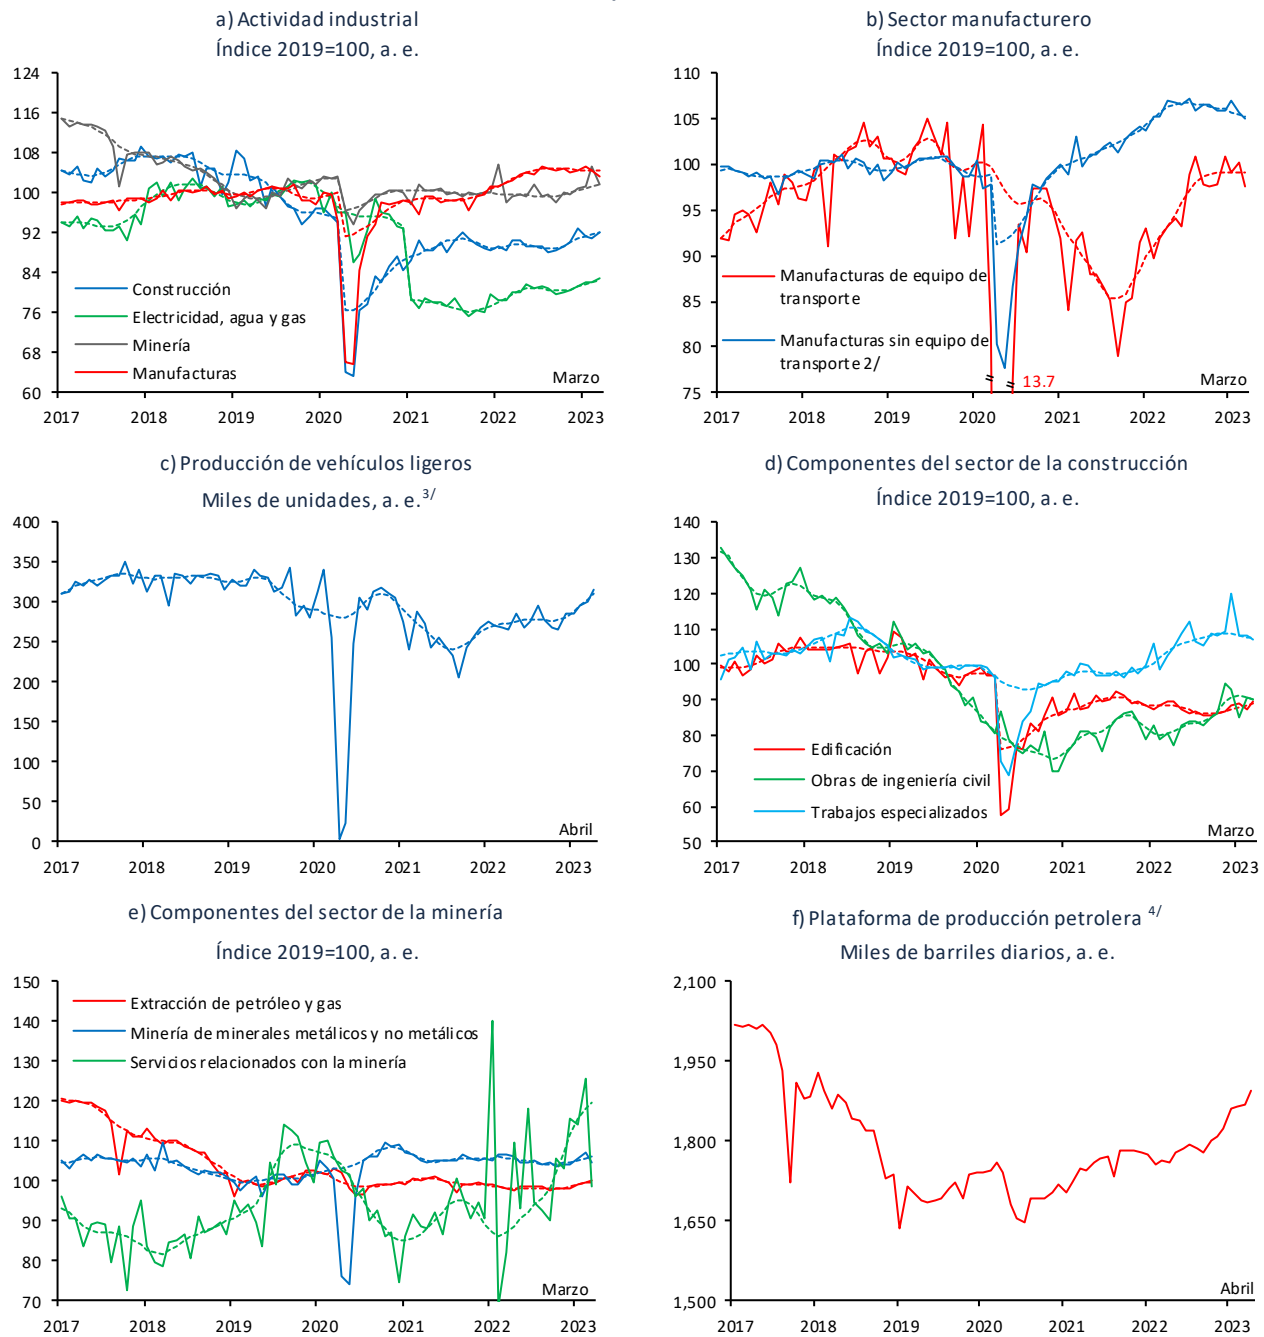 a) Actividad industrial
Índice 2019=100, a. e.
124
116
108
100
92
84
76
68
60
Construcción
Electricidad, agua y gas
Minería
Manufacturas
Marzo
2017 2018 2019 2020 2021 2022 2023
b) Sector manufacturero
Índice 2019=100, a. e.
110
105
100
95
90
85
80
75
Manufacturas de equipo de
transporte
Manufacturas sin equipo de
transporte 2/
13.7
Marzo
2017 2018 2019 2020 2021 2022 2023
c) Producción de vehículos ligeros
Miles de unidades, a. e.3/
400
350
300
250
200
150
100
50
0
Abril
2017 2018 2019 2020 2021 2022 2023
d) Componentes del sector de la construcción
Índice 2019=100, a. e.
140
130
120
110
100
90
80
70
60
50
Edificación
Obras de ingeniería civil
Trabajos especializados
Marzo
2017 2018 2019 2020 2021 2022 2023
e) Componentes del sector de la minería
Índice 2019=100, a. e.
150
140
130
120
110
100
90
80
70
Extracción de petróleo y gas
Minería de minerales metálicos y no metálicos
Servicios relacionados con la minería
Marzo
2017 2018 2019 2020 2021 2022 2023
f) Plataforma de producción petrolera 4/
Miles de barriles diarios, a. e.
2,100
1,950
1,800
1,650
1,500
Abril
2017 2018 2019 2020 2021 2022 2023